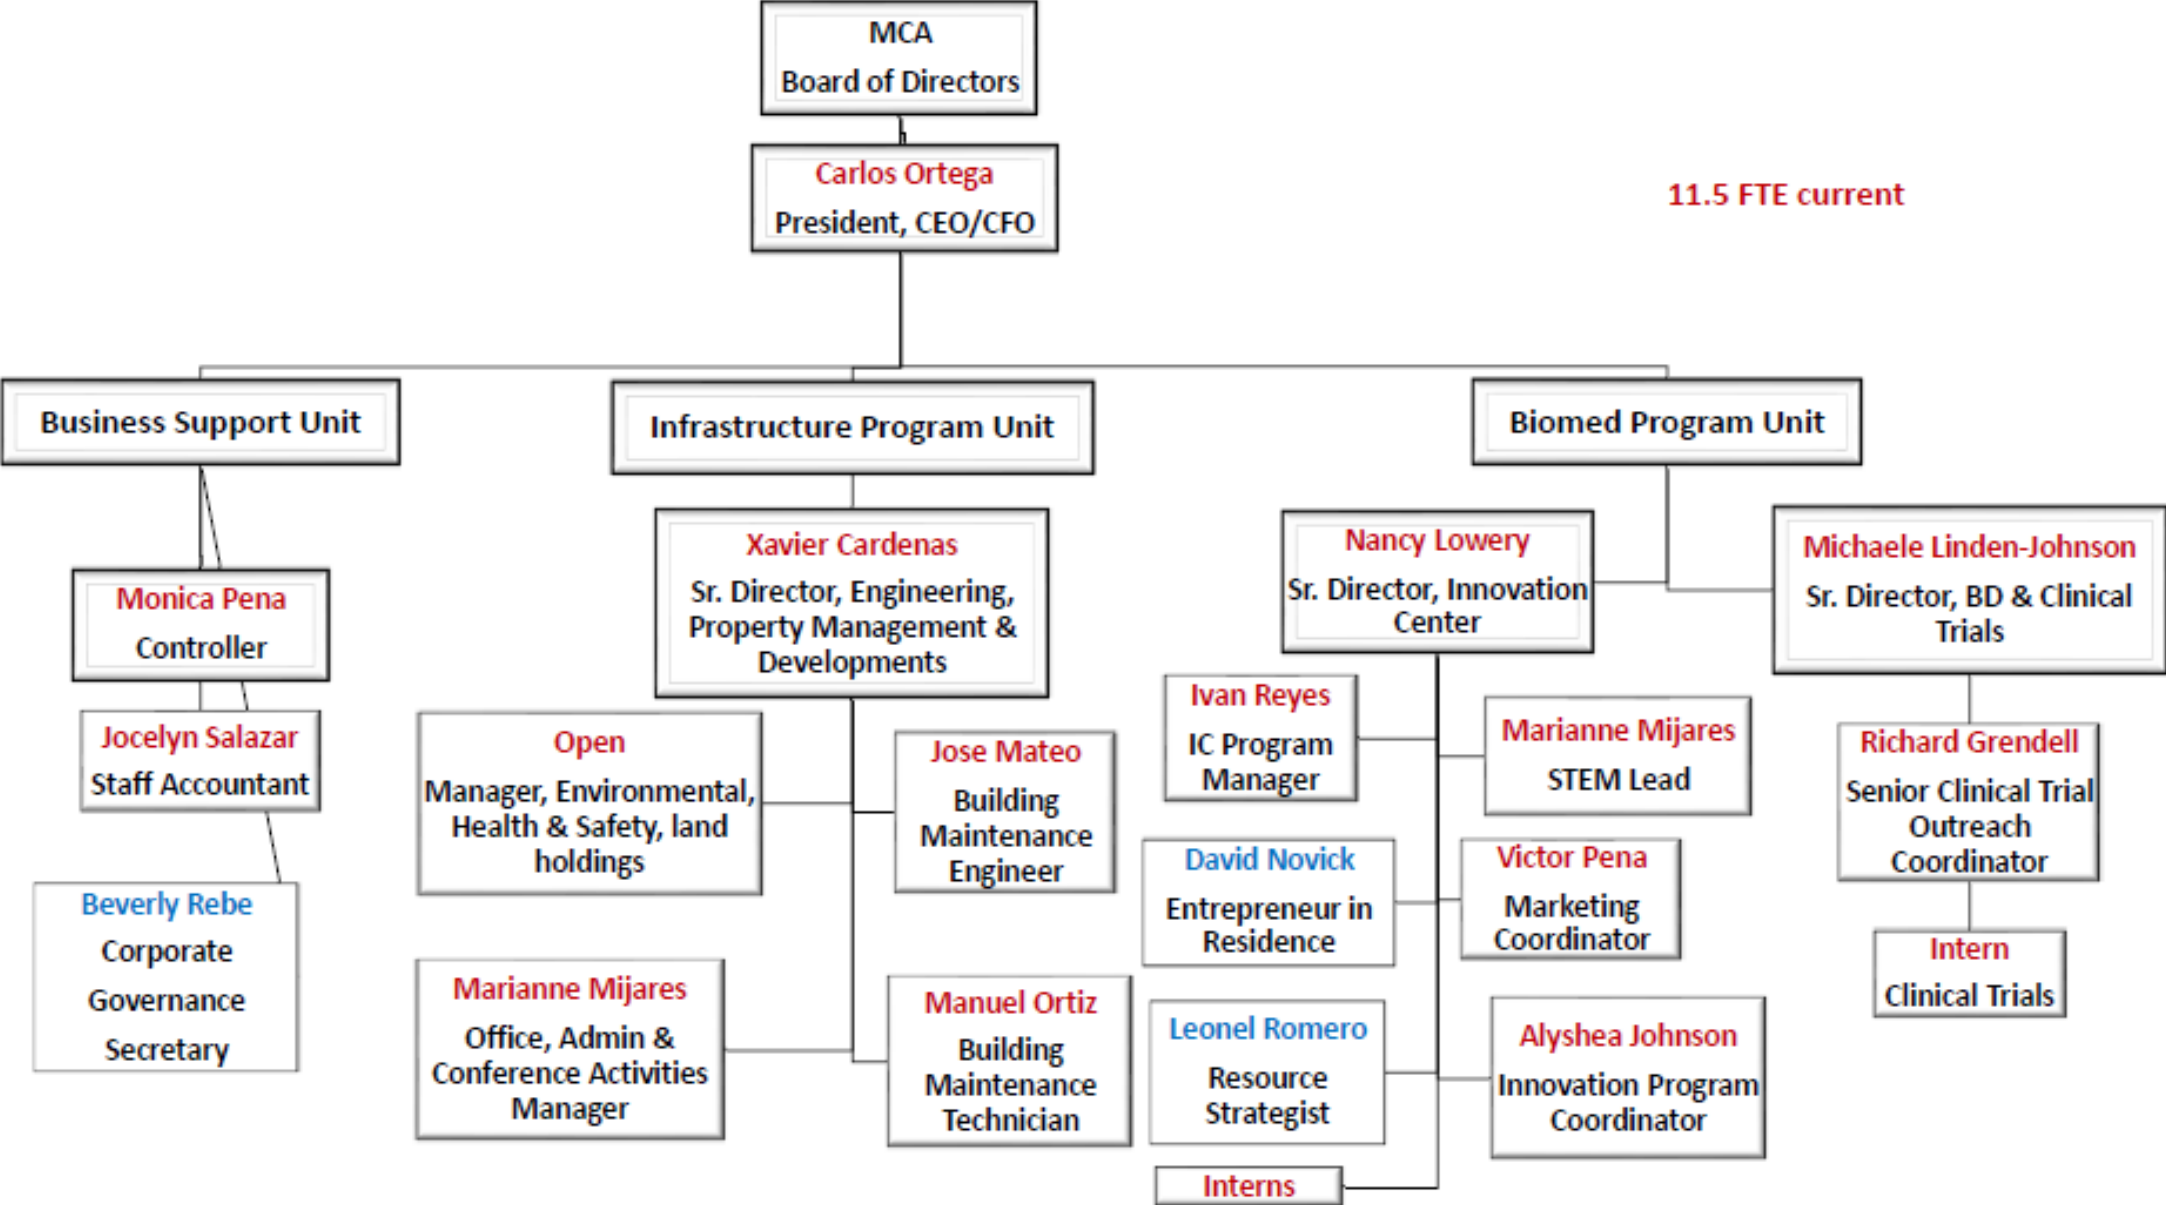 MCA
Board of Directors
Carlos Ortega
President, CEO/CFO
11.5 FTE current
Business Support Unit
Infrastructure Program Unit
Biomed Program Unit
Monica Pena
Controller
Jocelyn Salazar
Staff Accountant
Beverly Rebe
Corporate
Governance
Secretary
Xavier Cardenas
Sr. Director, Engineering,
Property Management &
Developments
Open
Manager, Environmental,
Health & Safety, land
holdings
Jose Mateo
Building
Maintenance
Engineer
Marianne Mijares
Office, Admin &
Conference Activities
Manager
Manuel Ortiz
Building
Maintenance
Technician
Nancy Lowery
Sr. Director, Innovation
Center
Ivan Reyes
IC Program
Manager
Marianne Mijares
STEM Lead
David Novick
Entrepreneur in
Residence
Victor Pena
Marketing
Coordinator
Leonel Romero
Resource
Strategist
Alyshea Johnson
Innovation Program
Coordinator
Interns
Michaele Linden-Johnson
Sr. Director, BD & Clinical
Trials
Richard Grendell
Senior Clinical Trial
Outreach
Coordinator
Intern
Clinical Trials